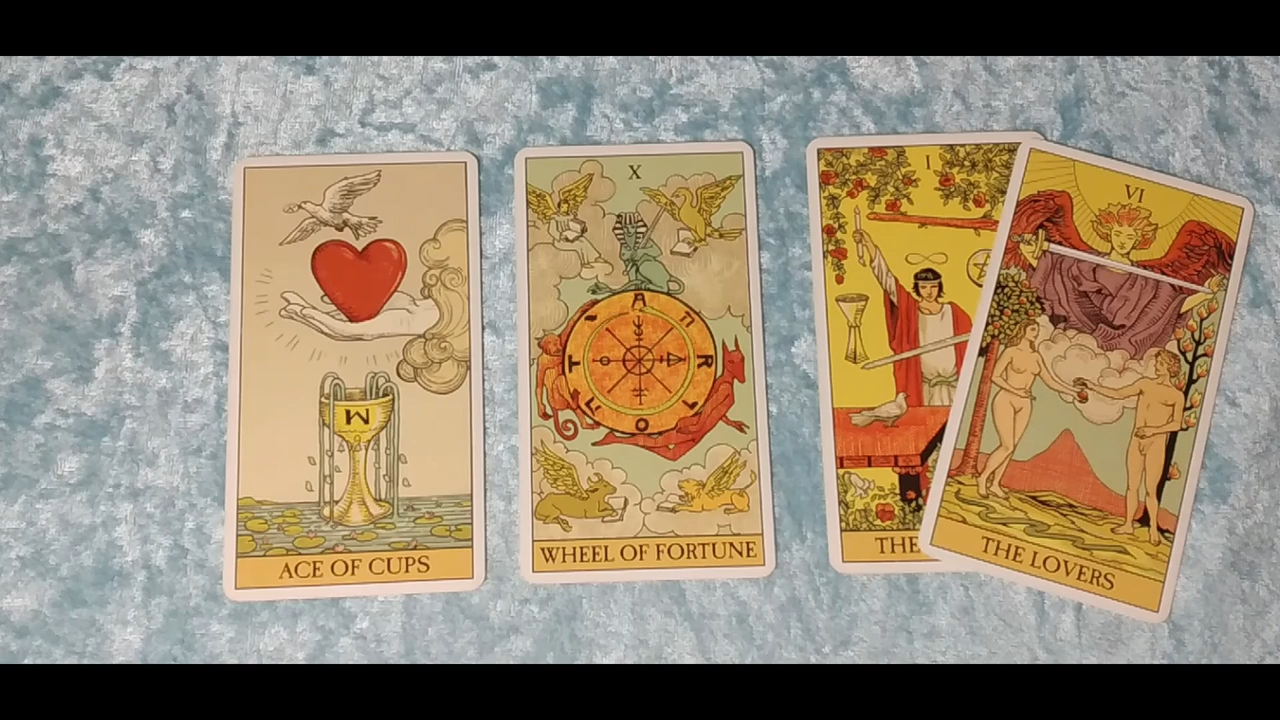 ACE OF CUPS
X
WHEEL OF FORTUNE
I
THE
VI
THE LOVERS